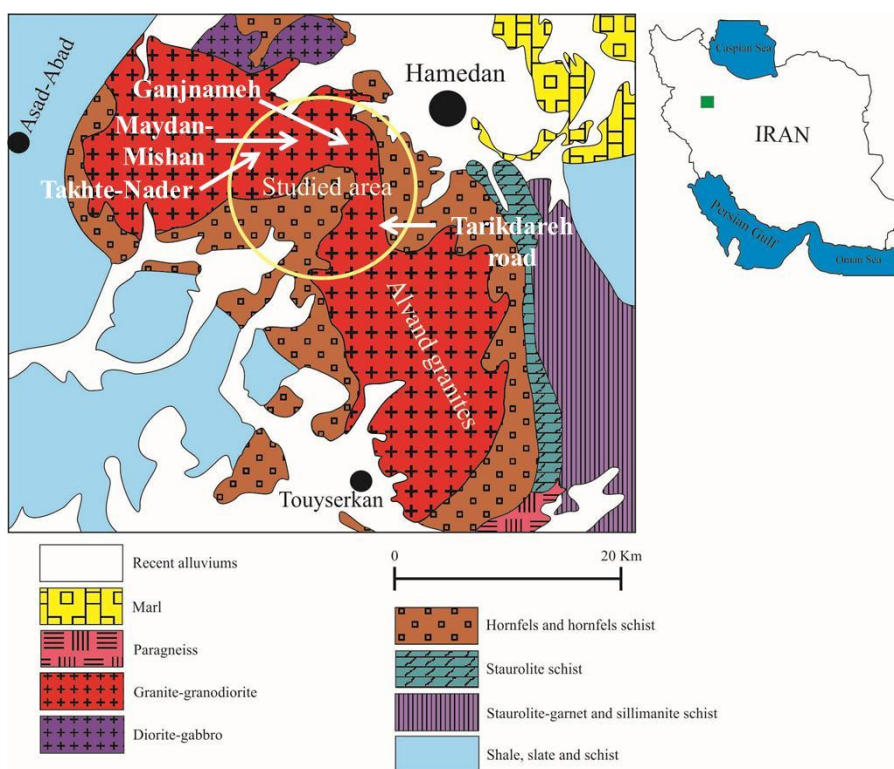 Asad-Abad
Ganjnameh
Hamedan
Maydan-
Mishan
Takhte-Nader
Studied area
Tarikdareh
road
Alvand granites
Touyserkan
Caspian Sea
IRAN
Persian Gulf
Oman Sea
Recent alluviums
Marl
Paragneiss
Granite-granodiorite
Diorite-gabbro
0 20 Km
Hornfels and hornfels schist
Staurolite schist
Staurolite-garnet and sillimanite schist
Shale, slate and schist